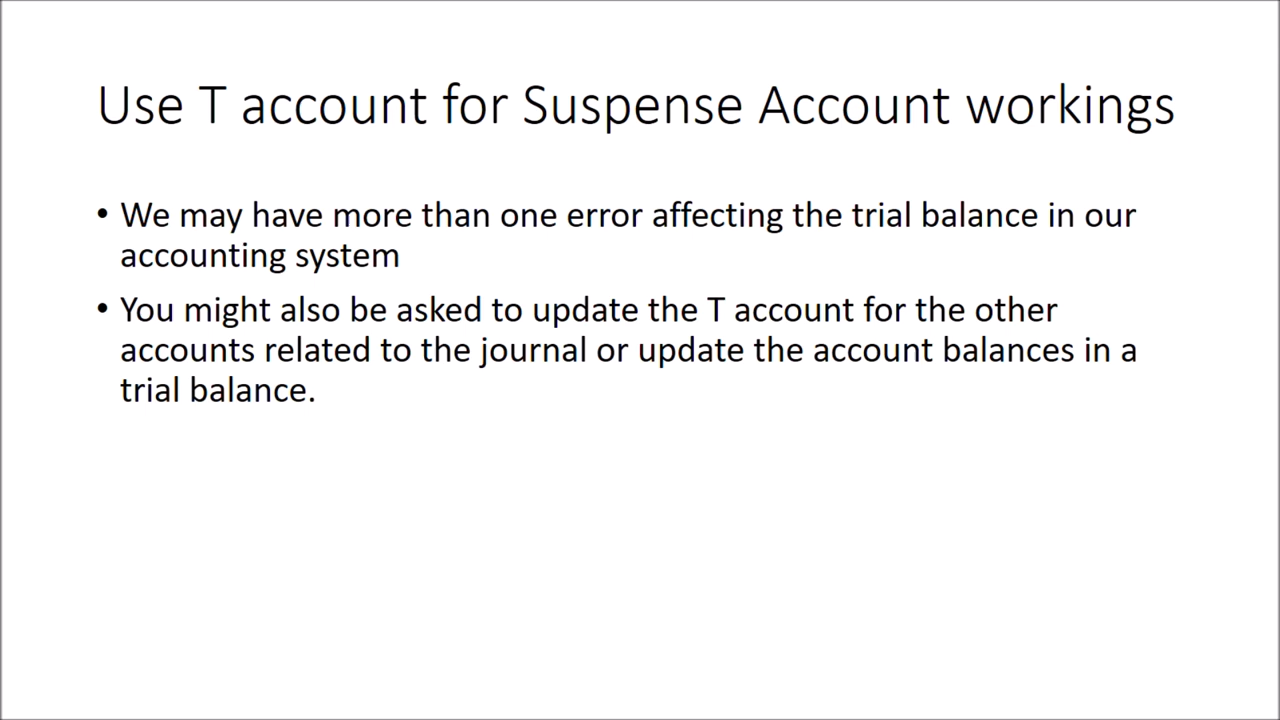 Use T account for Suspense Account workings
• We may have more than one error affecting the trial balance in our
accounting system
• You might also be asked to update the T account for the other
accounts related to the journal or update the account balances in a
trial balance.